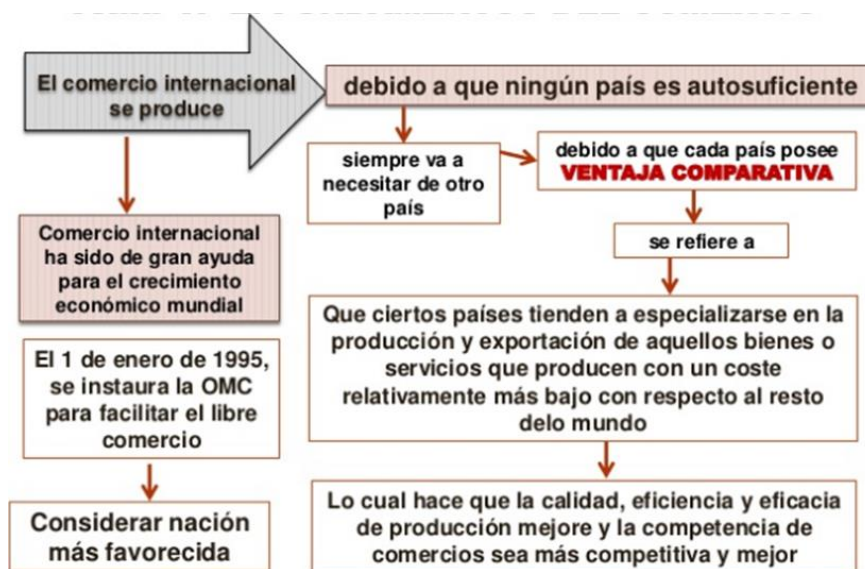 El comercio internacional
se produce
debido a que ningún país es autosuficiente
siempre va a
necesitar de otro
país
debido a que cada país posee
VENTAJA COMPARATIVA
se refiere a
Comercio internacional
ha sido de gran ayuda
para el crecimiento
económico mundial
Que ciertos países tienden a especializarse en la
producción y exportación de aquellos bienes o
servicios que producen con un coste
relativamente más bajo con respecto al resto
delo mundo
El 1 de enero de 1995,
se instaura la OMC
para facilitar el libre
comercio
Considerar nación
más favorecida
Lo cual hace que la calidad, eficiencia y eficacia
de producción mejore y la competencia de
comercios sea más competitiva y mejor